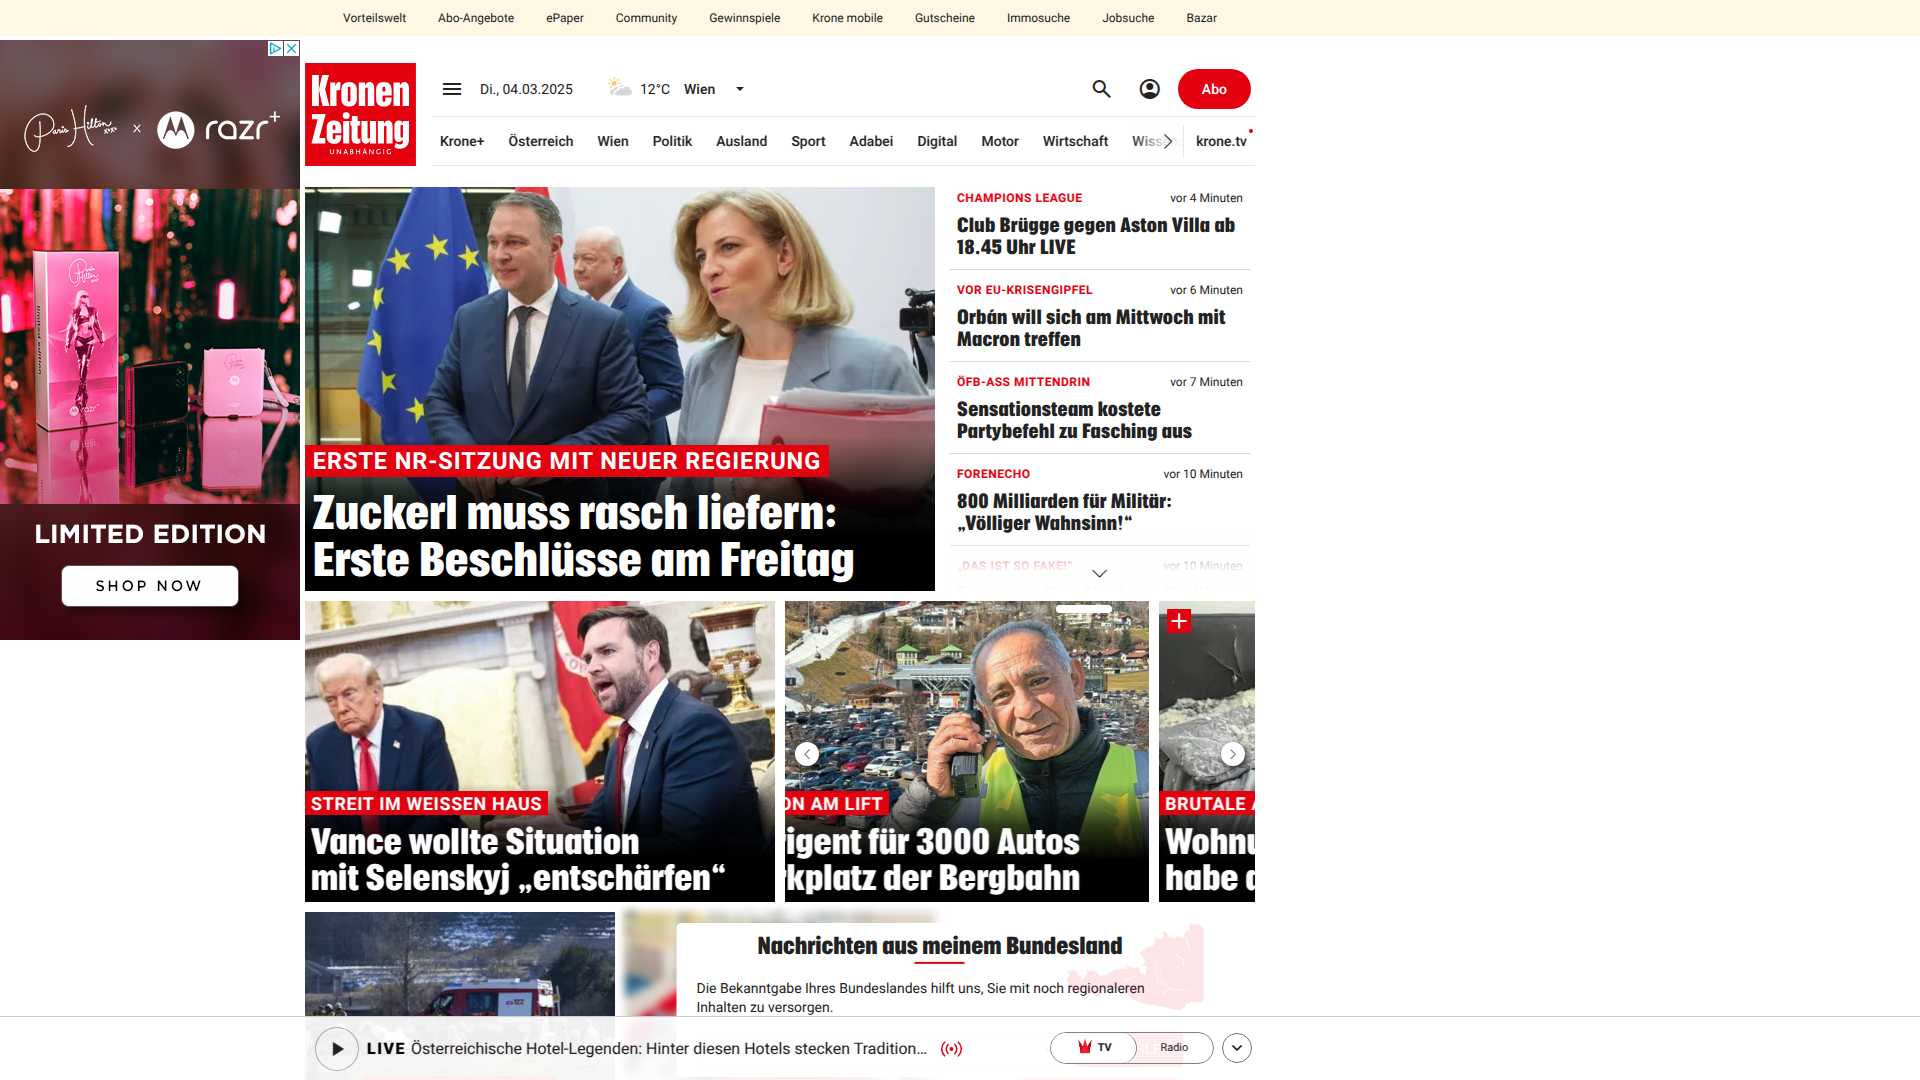 Vorteilswelt
Abo-Angebote
ePaper
Community
Gewinnspiele
Krone mobile
Gutscheine
Immosuche
Jobsuche
Bazar
Paris Hilton
x
razr+
LIMITED EDITION
SHOP NOW
Kronen
Zeitung
UNABHÄNGIG
Di., 04.03.2025
12°C
Wien
Abo
Krone+
Österreich
Wien
Politik
Ausland
Sport
Adabei
Digital
Motor
Wirtschaft
Wiss
krone.tv
ERSTE NR-SITZUNG MIT NEUER REGIERUNG
Zuckerl muss rasch liefern:
Erste Beschlüsse am Freitag
CHAMPIONS LEAGUE
vor 4 Minuten
Club Brügge gegen Aston Villa ab
18.45 Uhr LIVE
VOR EU-KRISENGIPFEL
vor 6 Minuten
Orbán will sich am Mittwoch mit
Macron treffen
ÖFB-ASS MITTENDRIN
vor 7 Minuten
Sensationsteam kostete
Partybefehl zu Fasching aus
FORENECHO
vor 10 Minuten
800 Milliarden für Militär:
„Völliger Wahnsinn!“
„DAS IST SO FAKE!“
vor 10 Minuten
STREIT IM WEISSEN HAUS
Vance wollte Situation
mit Selenskyj „entschärfen“
ON AM LIFT
igent für 3000 Autos
rkplatz der Bergbahn
BRUTALE
Wohnu
habe
Nachrichten aus meinem Bundesland
Die Bekanntgabe Ihres Bundeslandes hilft uns, Sie mit noch regionaleren
Inhalten zu versorgen.
LIVE Österreichische Hotel-Legenden: Hinter diesen Hotels stecken Tradition...
TV
Radio